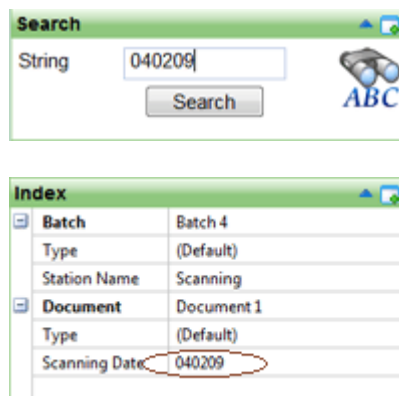 Search
String 040209
Search
ABC
Index
Batch Batch 4
Type (Default)
Station Name Scanning
Document Document 1
Type (Default)
Scanning Date 040209